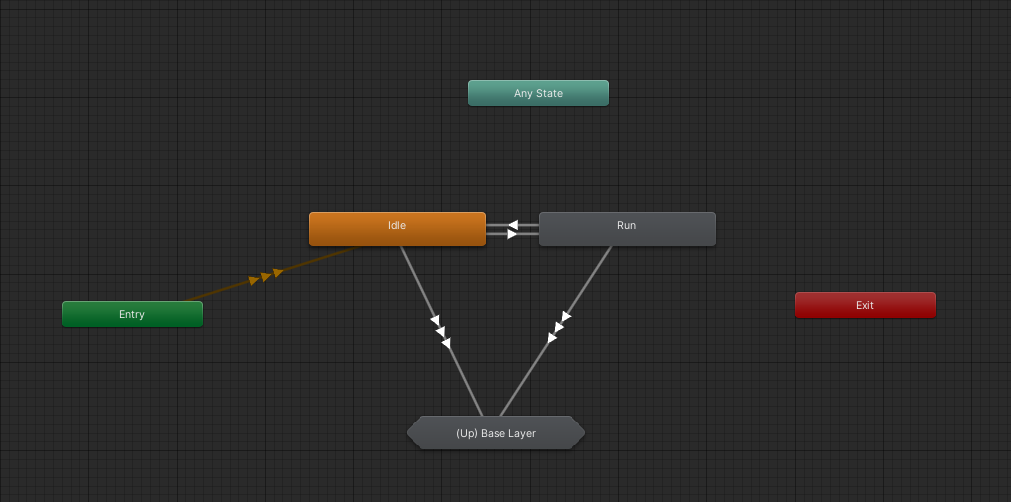 Any State
Idle
Run
Entry
Exit
(Up) Base Layer